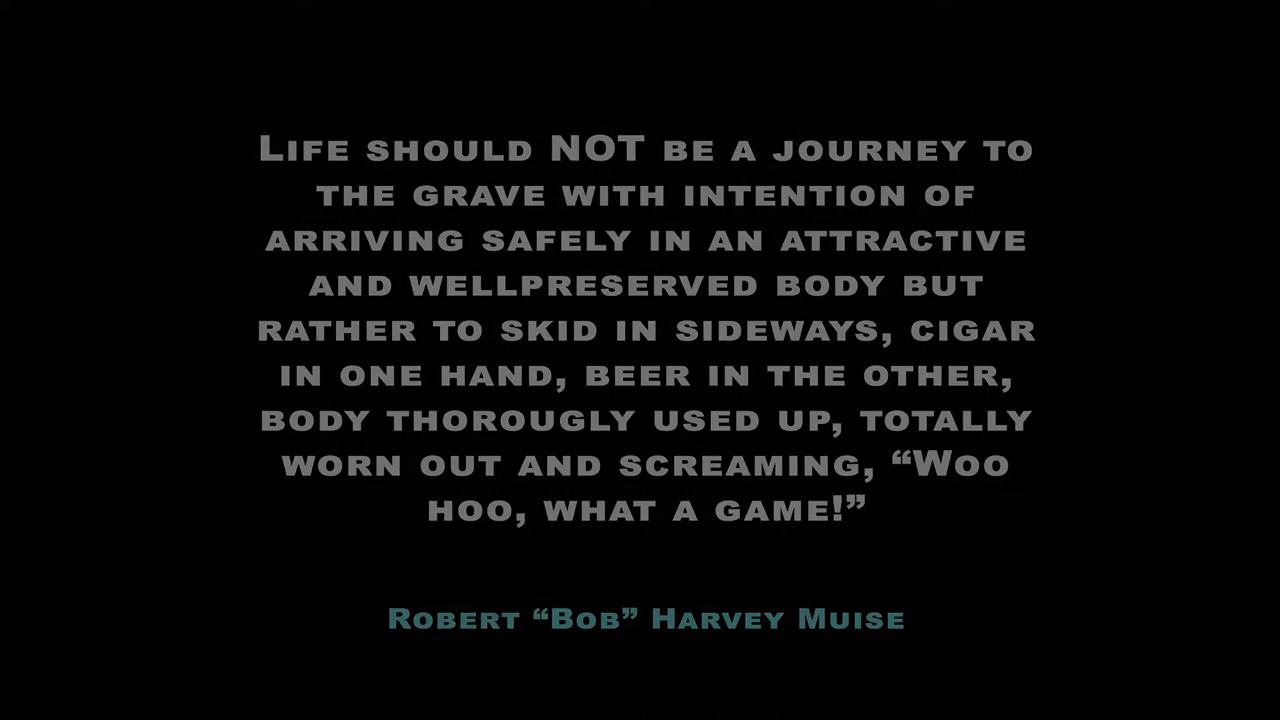 Life should NOT be a journey to
the grave with intention of
arriving safely in an attractive
and wellpreserved body but
rather to skid in sideways, cigar
in one hand, beer in the other,
body thorougly used up, totally
worn out and screaming, “Woo
hoo, what a game!”
Robert “Bob” Harvey Muise